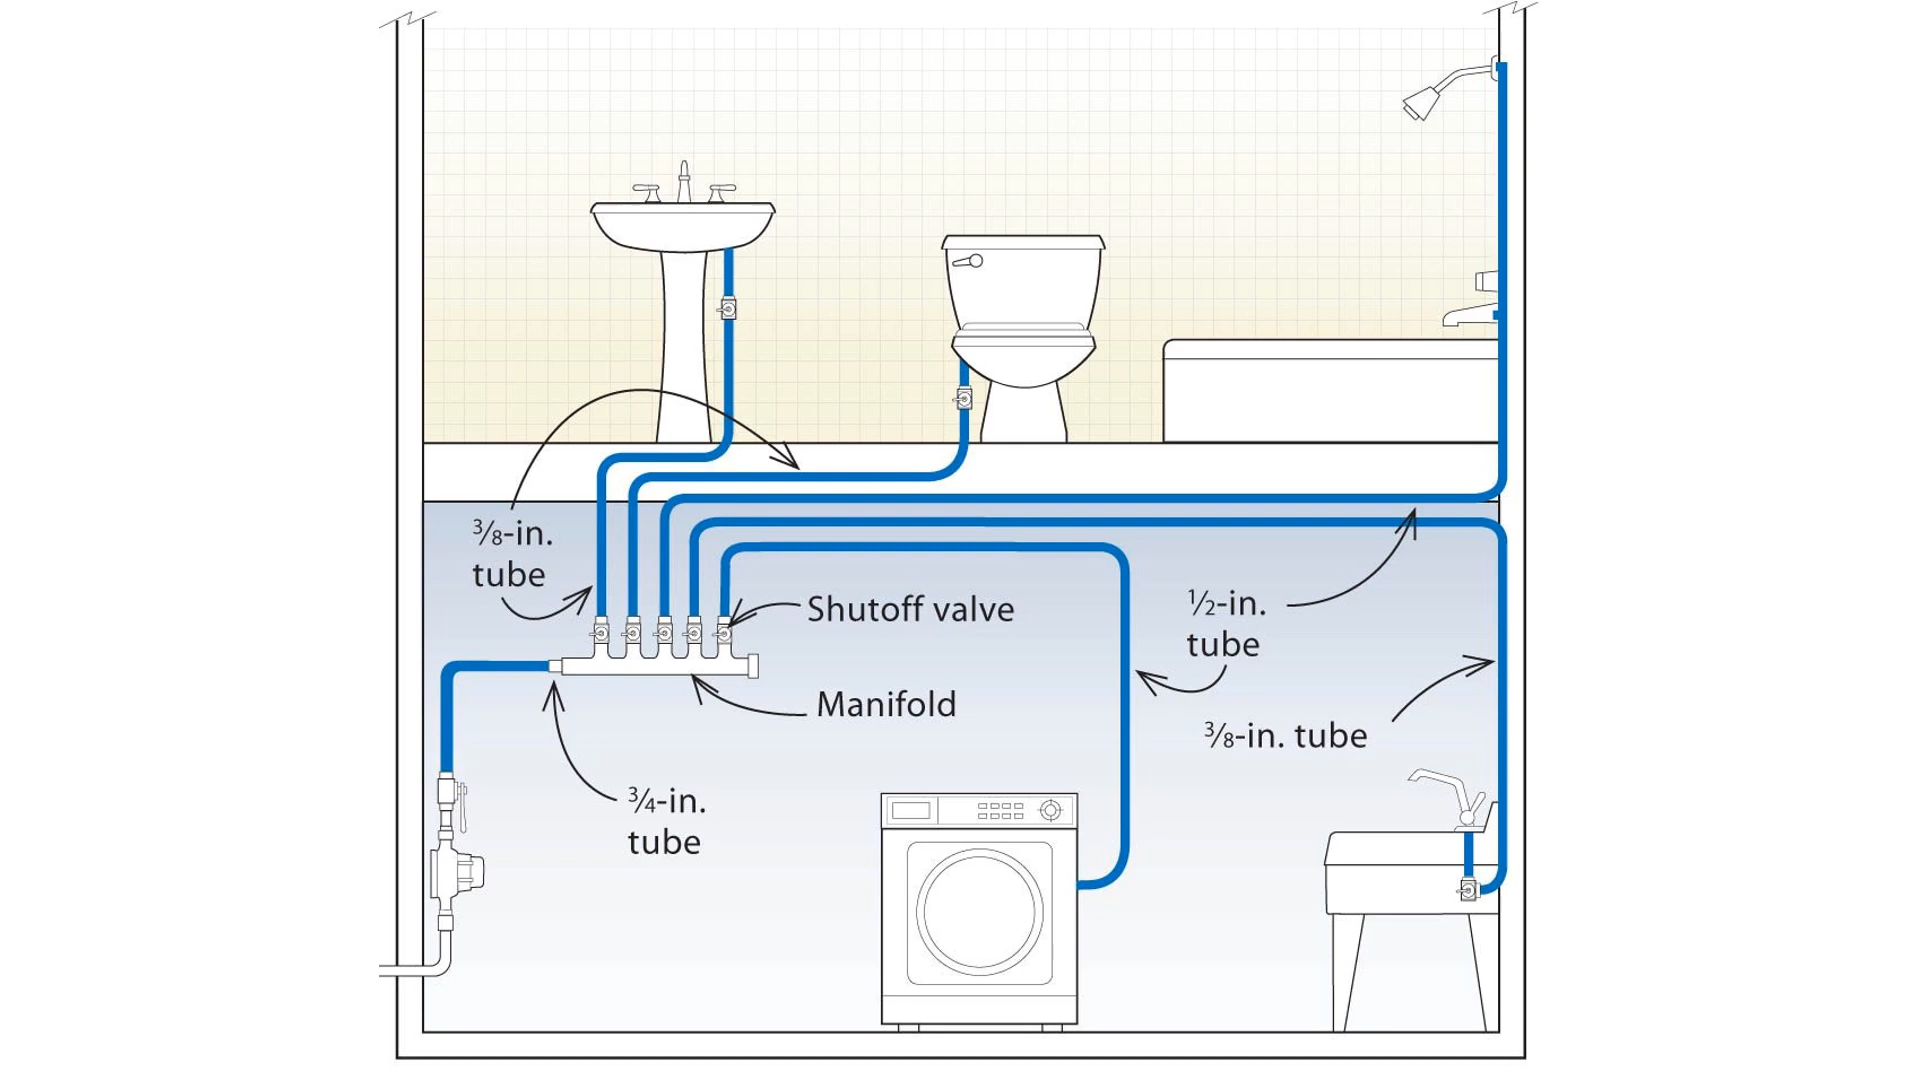 ⅜-in.
tube
Shutoff valve
½-in.
tube
Manifold
⅜-in. tube
¾-in.
tube